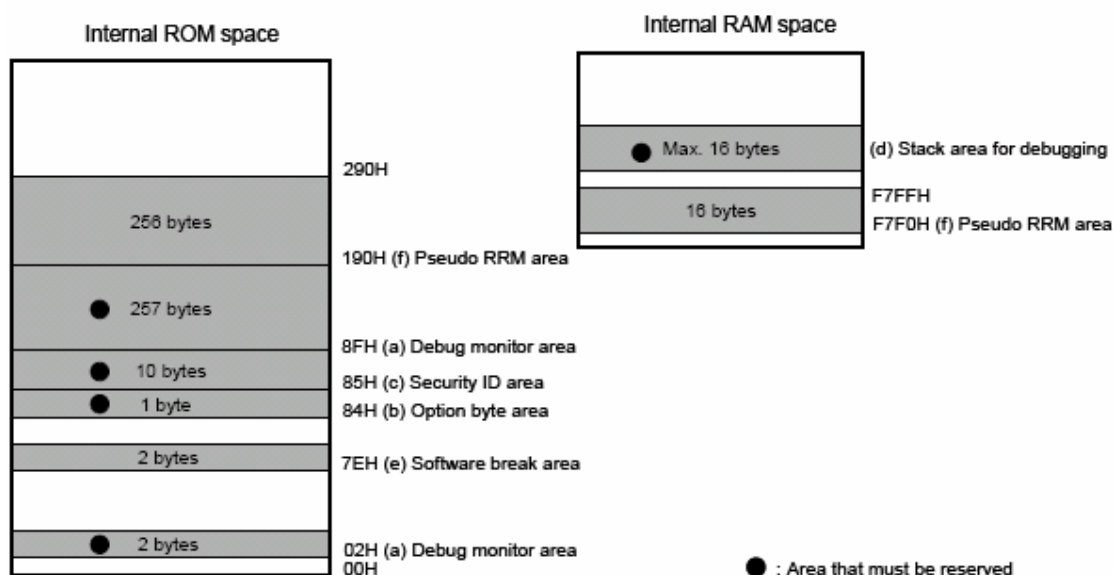 Internal ROM space
290H
256 bytes
190H (f) Pseudo RRM area
257 bytes
8FH (a) Debug monitor area
10 bytes
85H (c) Security ID area
1 byte
84H (b) Option byte area
2 bytes
7EH (e) Software break area
2 bytes
02H (a) Debug monitor area
00H
Internal RAM space
Max. 16 bytes
(d) Stack area for debugging
F7FFH
16 bytes
F7F0H (f) Pseudo RRM area
: Area that must be reserved